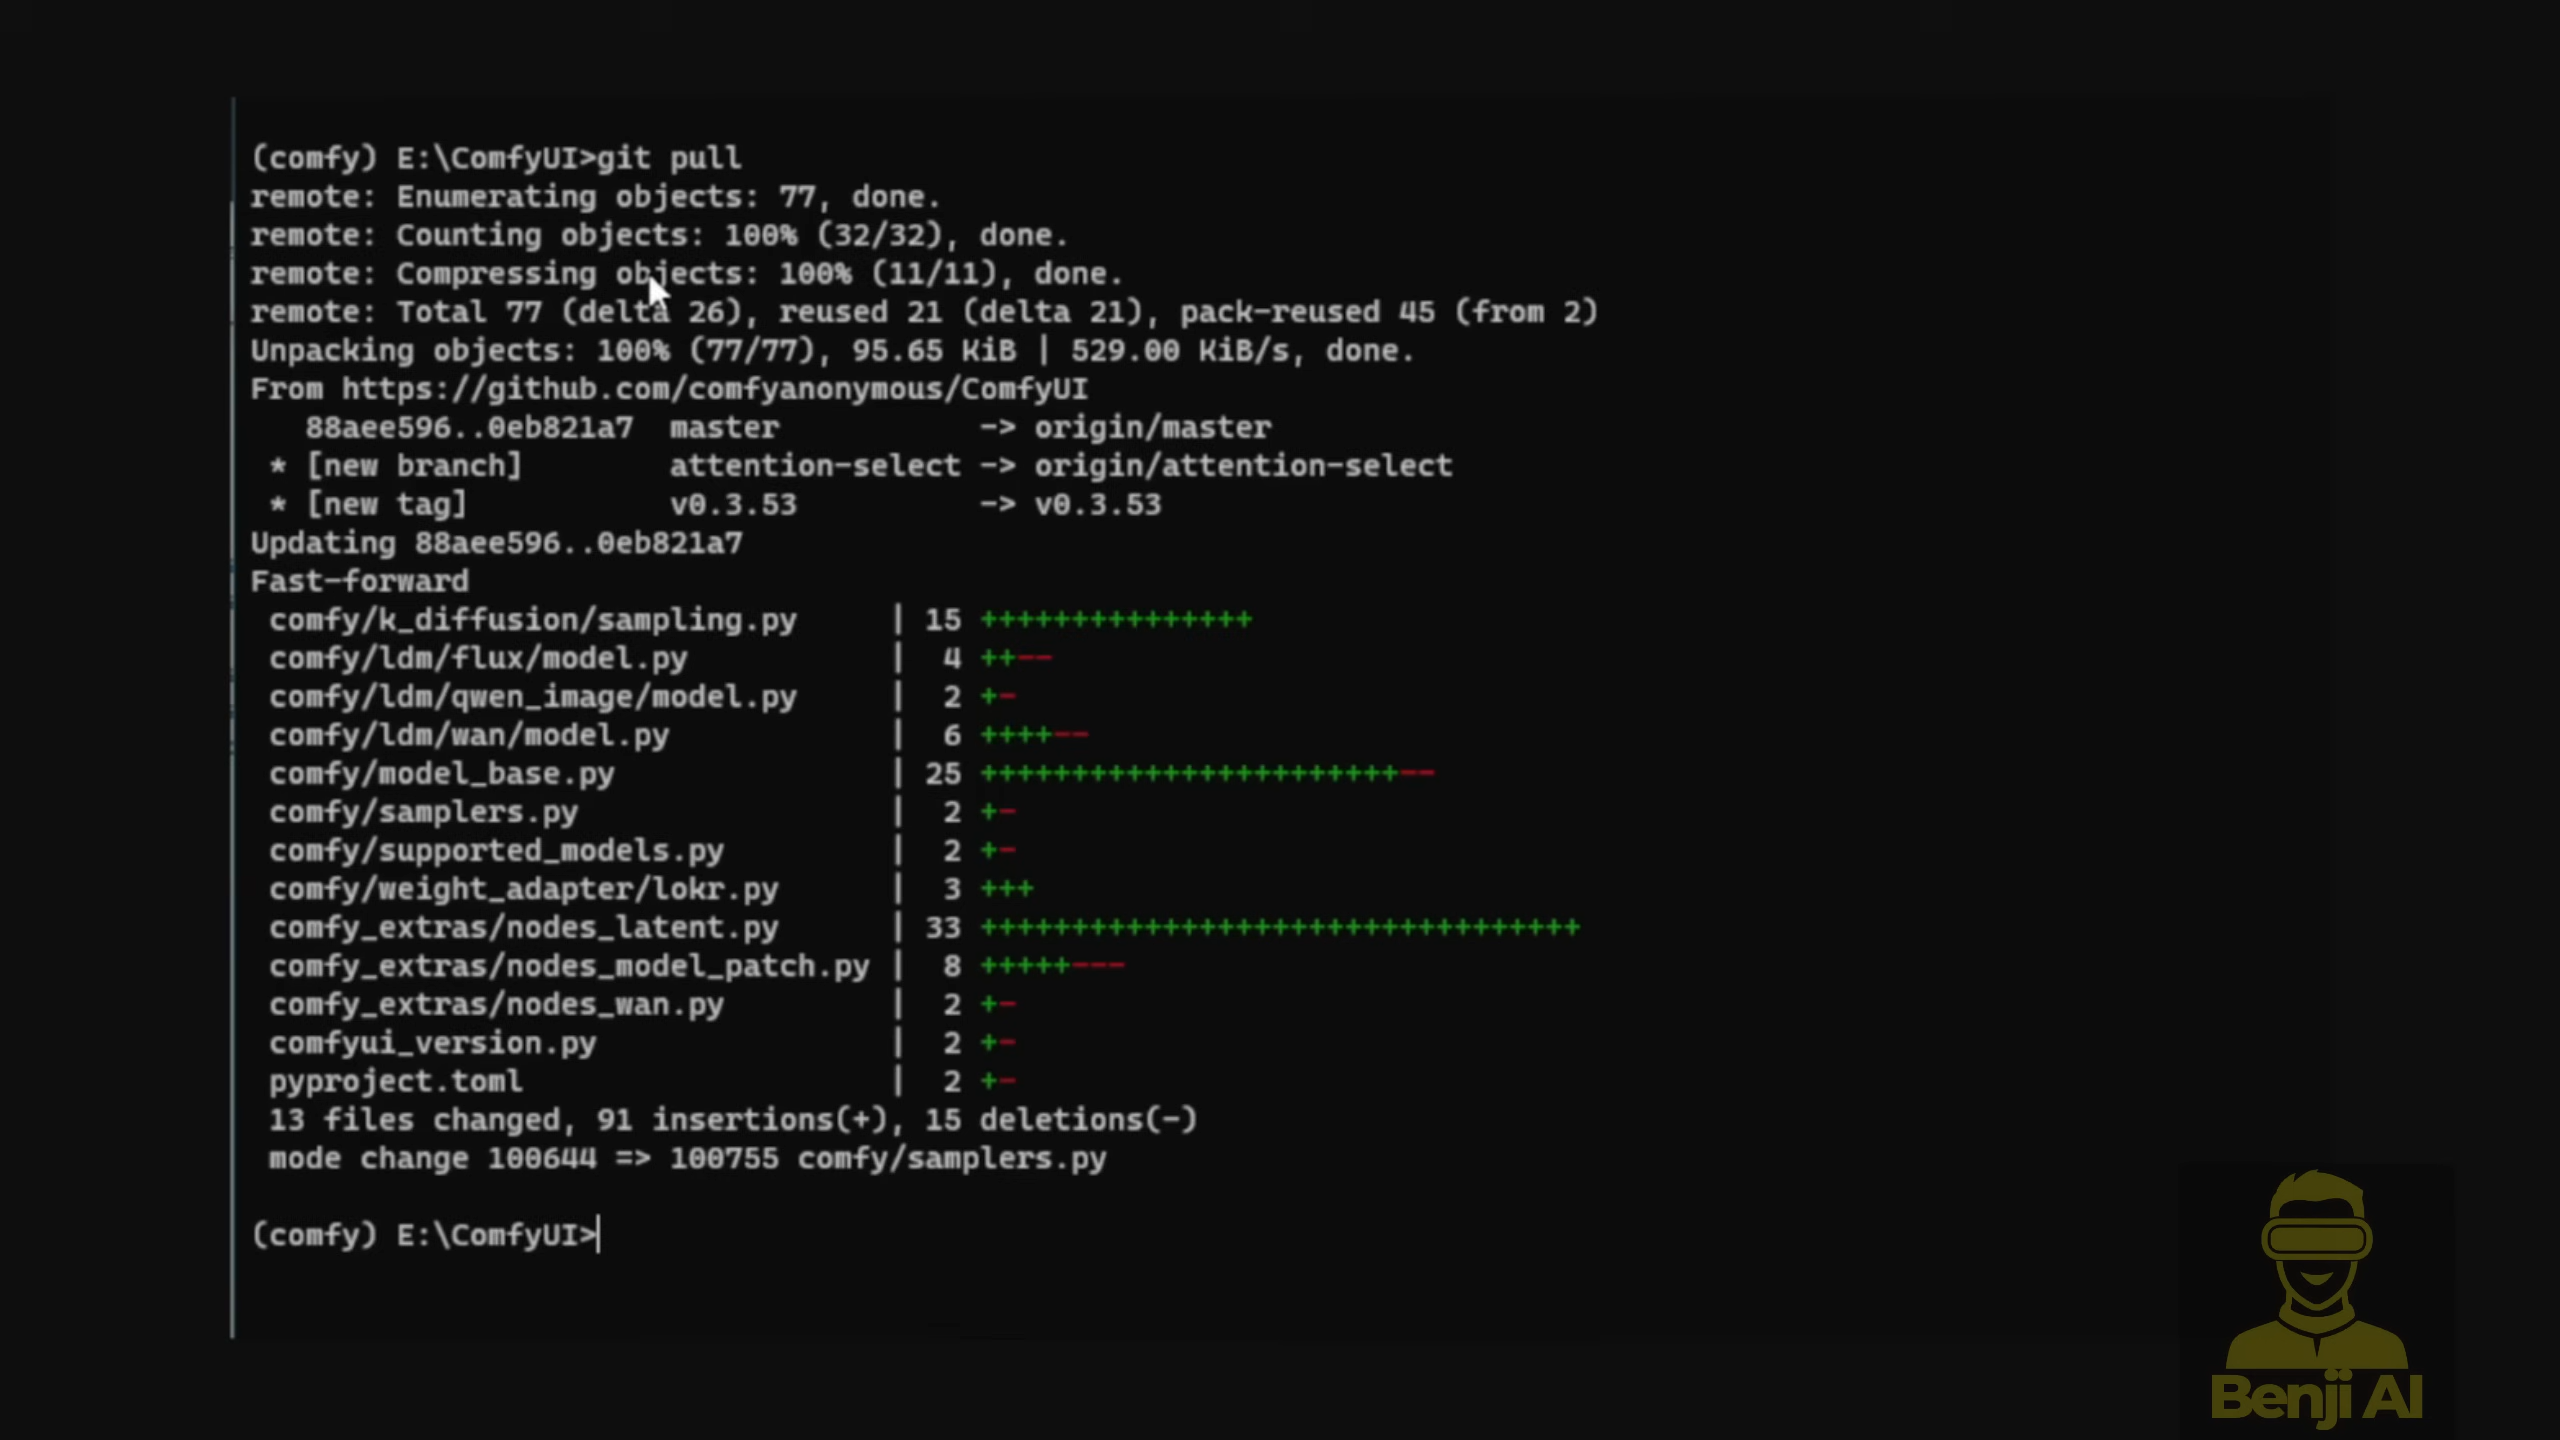 (comfy) E:\ComfyUI>git pull
remote: Enumerating objects: 77, done.
remote: Counting objects: 100% (32/32), done.
remote: Compressing objects: 100% (11/11), done.
remote: Total 77 (delta 26), reused 21 (delta 21), pack-reused 45 (from 2)
Unpacking objects: 100% (77/77), 95.65 KiB | 529.00 KiB/s, done.
From https://github.com/comfyanonymous/ComfyUI
   88aee596..0eb821a7  master           -> origin/master
 * [new branch]        attention-select -> origin/attention-select
 * [new tag]           v0.3.53          -> v0.3.53
Updating 88aee596..0eb821a7
Fast-forward
 comfy/k_diffusion/sampling.py     | 15 +++++++++++++++
 comfy/ldm/flux/model.py           |  4 ++--
 comfy/ldm/qwen_image/model.py     |  2 +-
 comfy/ldm/wan/model.py            |  6 ++++--
 comfy/model_base.py               | 25 +++++++++++++++++++++++--
 comfy/samplers.py                 |  2 +-
 comfy/supported_models.py         |  2 +-
 comfy/weight_adapter/lokr.py      |  3 +++
 comfy_extras/nodes_latent.py      | 33 +++++++++++++++++++++++++++++++++
 comfy_extras/nodes_model_patch.py |  8 +++++---
 comfy_extras/nodes_wan.py         |  2 +-
 comfyui_version.py                |  2 +-
 pyproject.toml                    |  2 +-
 13 files changed, 91 insertions(+), 15 deletions(-)
 mode change 100644 => 100755 comfy/samplers.py
(comfy) E:\ComfyUI>
Benji AI